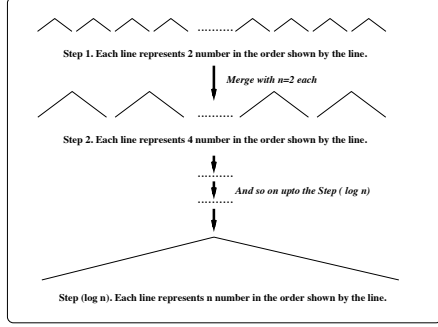 Step 1. Each line represents 2 number in the order shown by the line.
Merge with n=2 each
Step 2. Each line represents 4 number in the order shown by the line.
And so on upto the Step ( log n)
Step (log n). Each line represents n number in the order shown by the line.